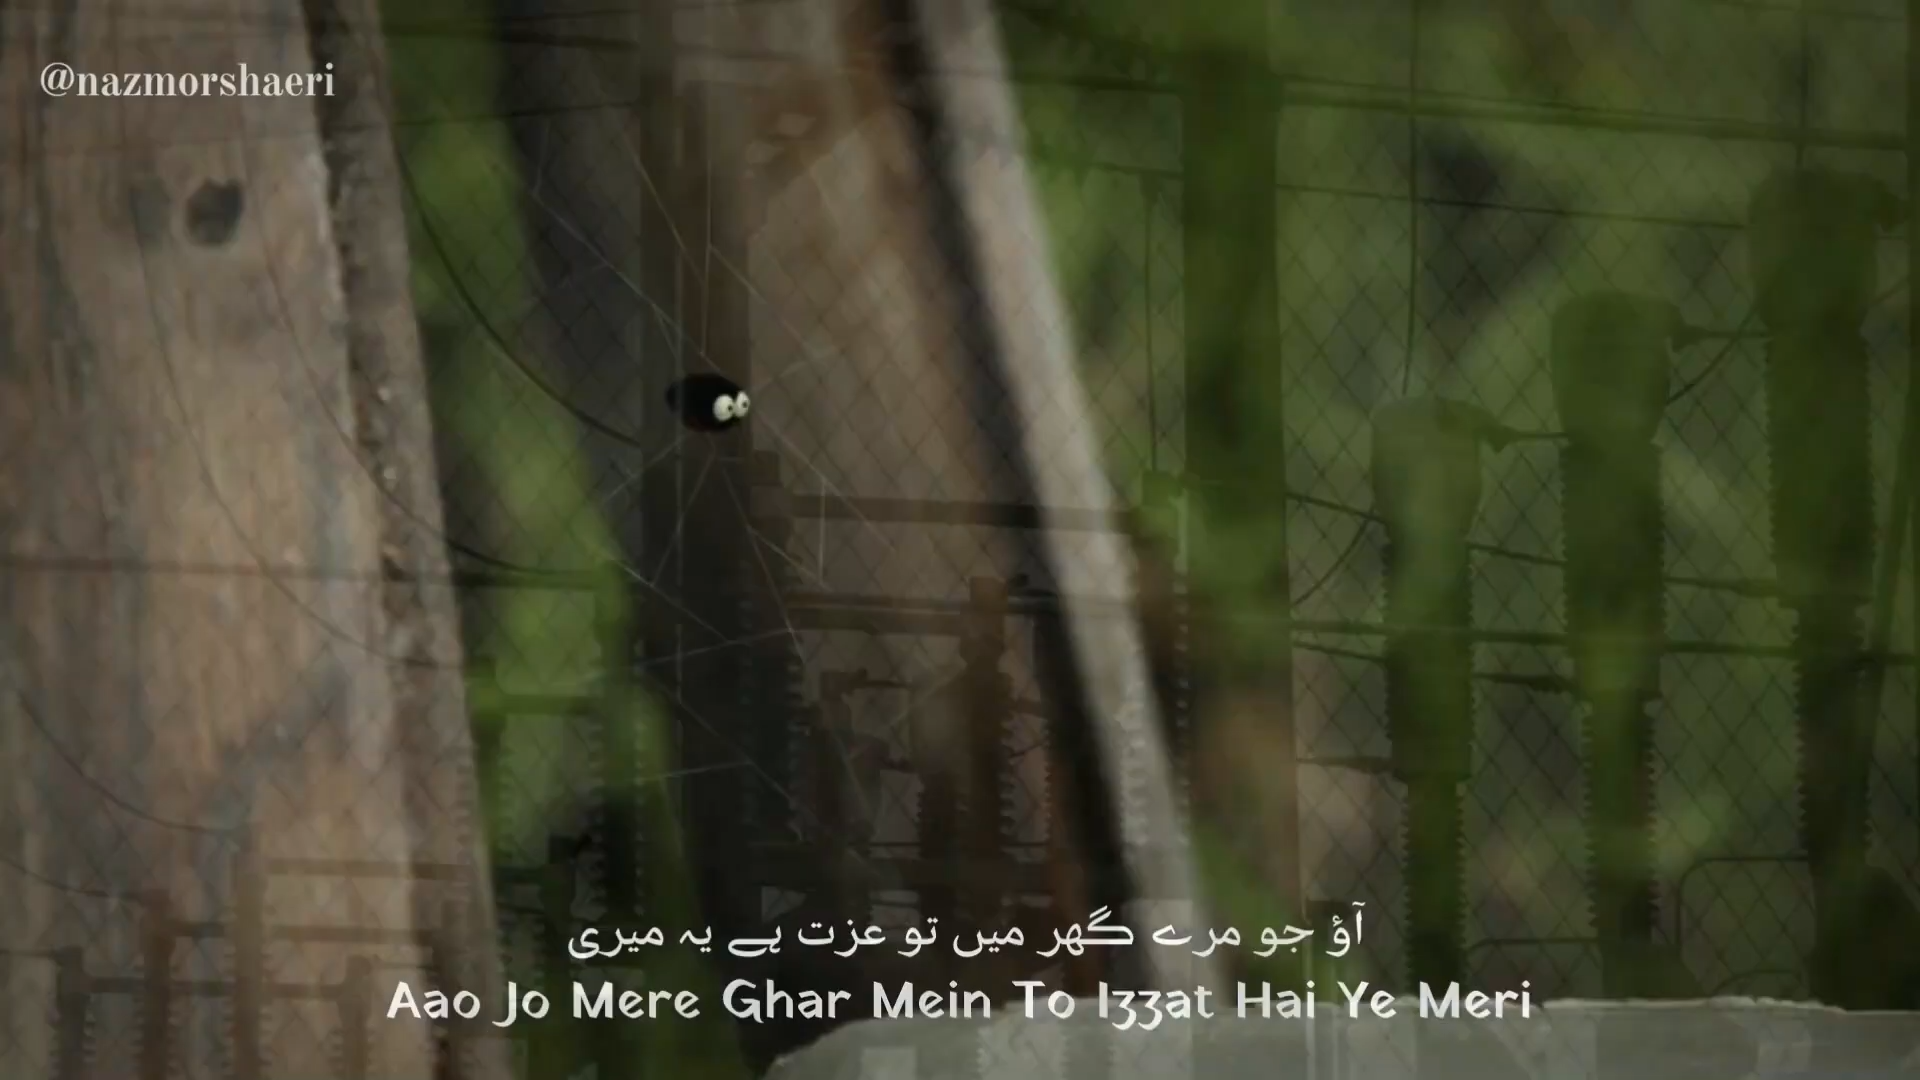 @nazmorshaeri
آؤ جو مرے گھر میں تو عزت ہے یہ میری
Aao Jo Mere Ghar Mein To Izzat Hai Ye Meri